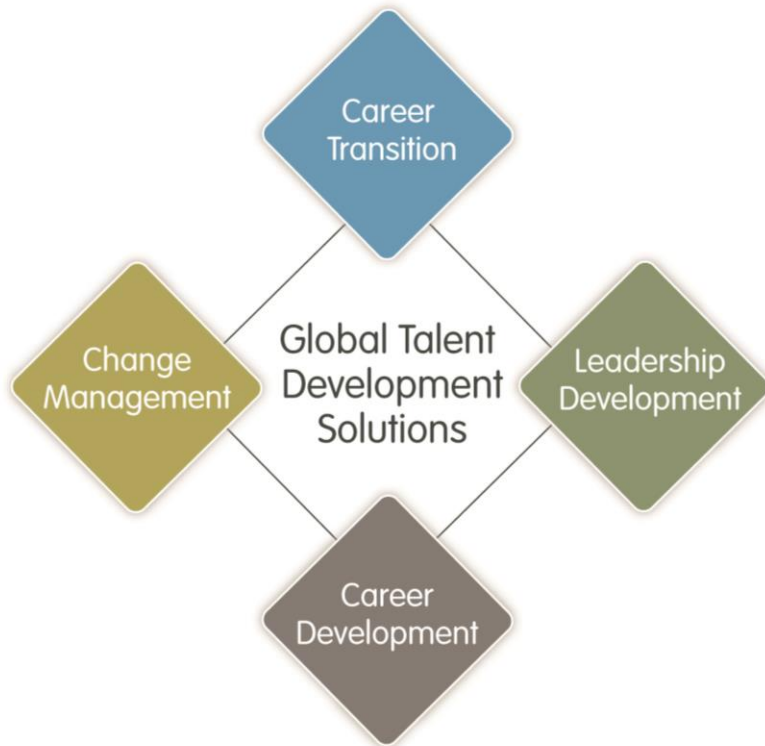 Career
Transition
Change
Management
Global Talent
Development
Solutions
Leadership
Development
Career
Development